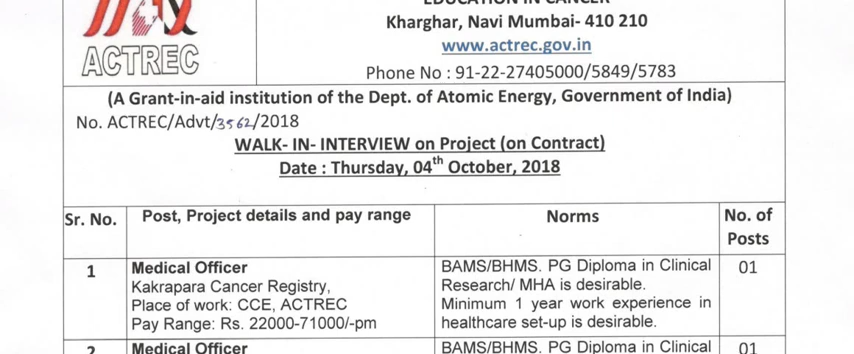 EDUCATION IN CANCER
Kharghar, Navi Mumbai- 410 210
www.actrec.gov.in
ACTREC
Phone No : 91-22-27405000/5849/5783
(A Grant-in-aid institution of the Dept. of Atomic Energy, Government of India)
No. ACTREC/Advt/3562/2018
WALK- IN- INTERVIEW on Project (on Contract)
Date : Thursday, 04th October, 2018
Sr. No. Post, Project details and pay range Norms No. of Posts
1 Medical Officer
Kakrapara Cancer Registry,
Place of work: CCE, ACTREC
Pay Range: Rs. 22000-71000/-pm
BAMS/BHMS. PG Diploma in Clinical
Research/ MHA is desirable.
Minimum 1 year work experience in
healthcare set-up is desirable.
01
2 Medical Officer
BAMS/BHMS. PG Diploma in Clinical
01